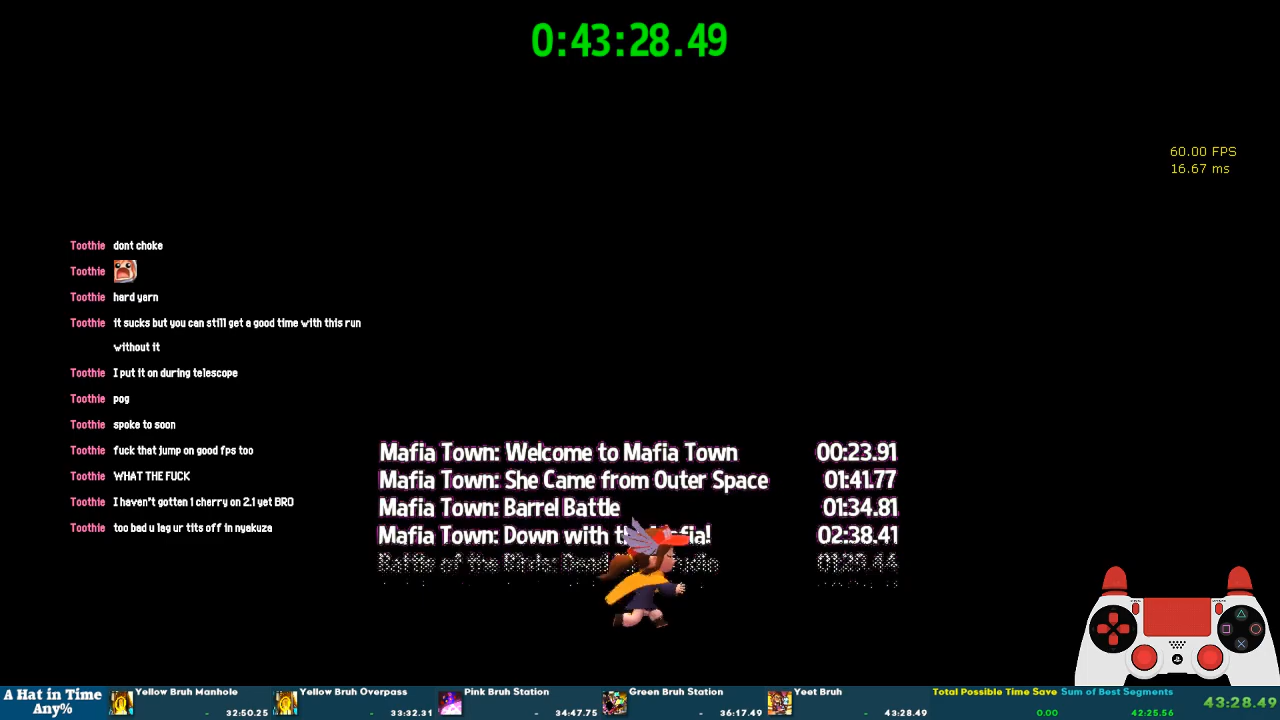 0:43:28.49
60.00 FPS
16.67 ms
Toothie dont choke
Toothie
Toothie hard yarn
Toothie it sucks but you can still get a good time with this run
without it
Toothie I put it on during telescope
Toothie pog
Toothie spoke to soon
Toothie fuck that jump on good fps too
Toothie WHAT THE FUCK
Toothie I haven't gotten 1 cherry on 2.1 yet BRO
Toothie too bad u lay ur tits off in nyakuza
Mafia Town: Welcome to Mafia Town 00:23.91
Mafia Town: She Came from Outer Space 01:41.77
Mafia Town: Barrel Battle 01:34.81
Mafia Town: Down with the Mafia! 02:38.41
Battle of the Birds: Dead
A Hat in Time
Any%
Yellow Bruh Manhole
- 32:50.25
Yellow Bruh Overpass
- 33:32.31
Pink Bruh Station
- 34:47.75
Green Bruh Station
- 36:17.49
Yeet Bruh
- 43:28.49
Total Possible Time Save
0.00
Sum of Best Segments
42:25.56
43:28.49